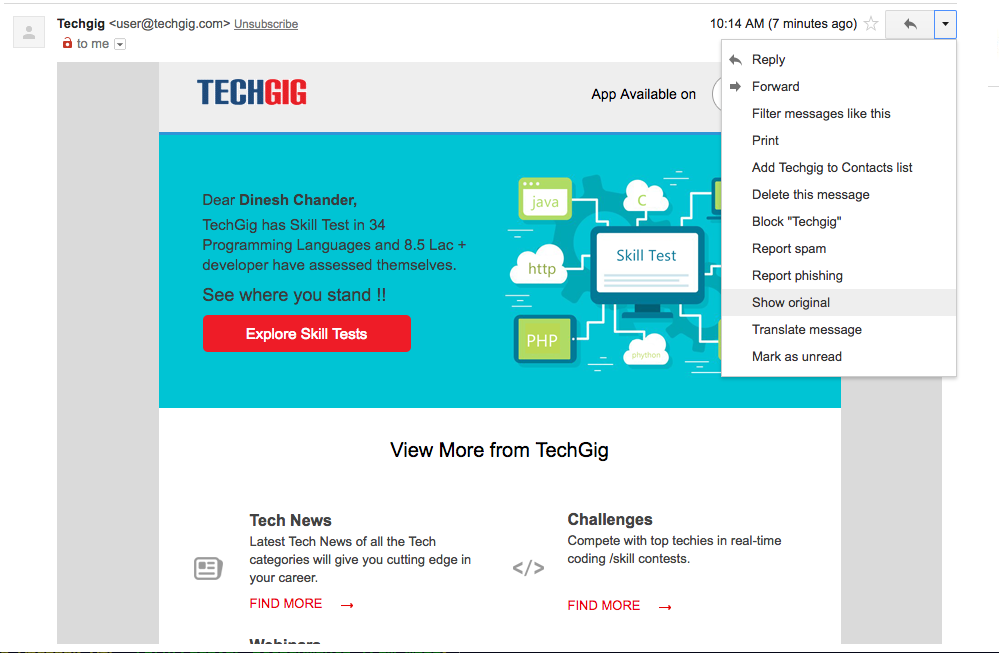 Techgig <user@techgig.com> Unsubscribe
10:14 AM (7 minutes ago)
to me
TECHGIG
App Available on
Reply
Forward
Filter messages like this
Print
Add Techgig to Contacts list
Delete this message
Block "Techgig"
Report spam
Report phishing
Show original
Translate message
Mark as unread
Dear Dinesh Chander,
TechGig has Skill Test in 34
Programming Languages and 8.5 Lac +
developer have assessed themselves.
See where you stand !!
Explore Skill Tests
java
C
http
Skill Test
PHP
phython
View More from TechGig
Tech News
Latest Tech News of all the Tech
categories will give you cutting edge in
your career.
FIND MORE →
</>
Challenges
Compete with top techies in real-time
coding /skill contests.
FIND MORE →
Webinars